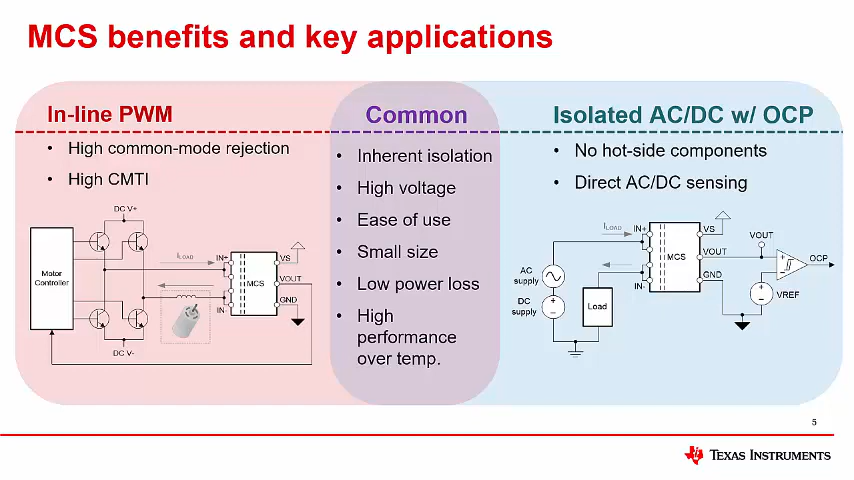 MCS benefits and key applications
In-line PWM
• High common-mode rejection
• High CMTI
DC V+
Motor
Controller
ILOAD
IN+
IN-
MCS
VS
VOUT
GND
DC V-
Common
• Inherent isolation
• High voltage
• Ease of use
• Small size
• Low power loss
• High
performance
over temp.
Isolated AC/DC w/ OCP
• No hot-side components
• Direct AC/DC sensing
ILOAD
IN+
IN-
MCS
VS
VOUT
GND
VOUT
OCP
VREF
AC
supply
DC
supply
Load
5
TEXAS INSTRUMENTS